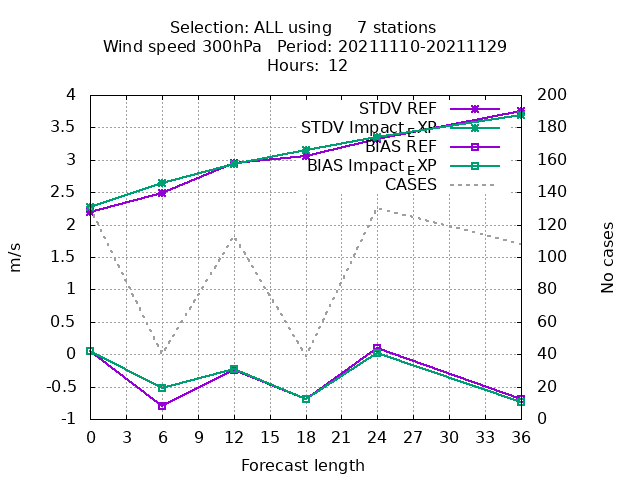 Selection: ALL using 7 stations
Wind speed 300hPa Period: 20211110-20211129
Hours: 12
STDV REF
STDV Impact_EXP
BIAS REF
BIAS Impact_EXP
CASES
4
3.5
3
2.5
2
1.5
1
0.5
0
-0.5
-1
m/s
200
180
160
140
120
100
80
60
40
20
0
No cases
0 3 6 9 12 15 18 21 24 27 30 33 36
Forecast length